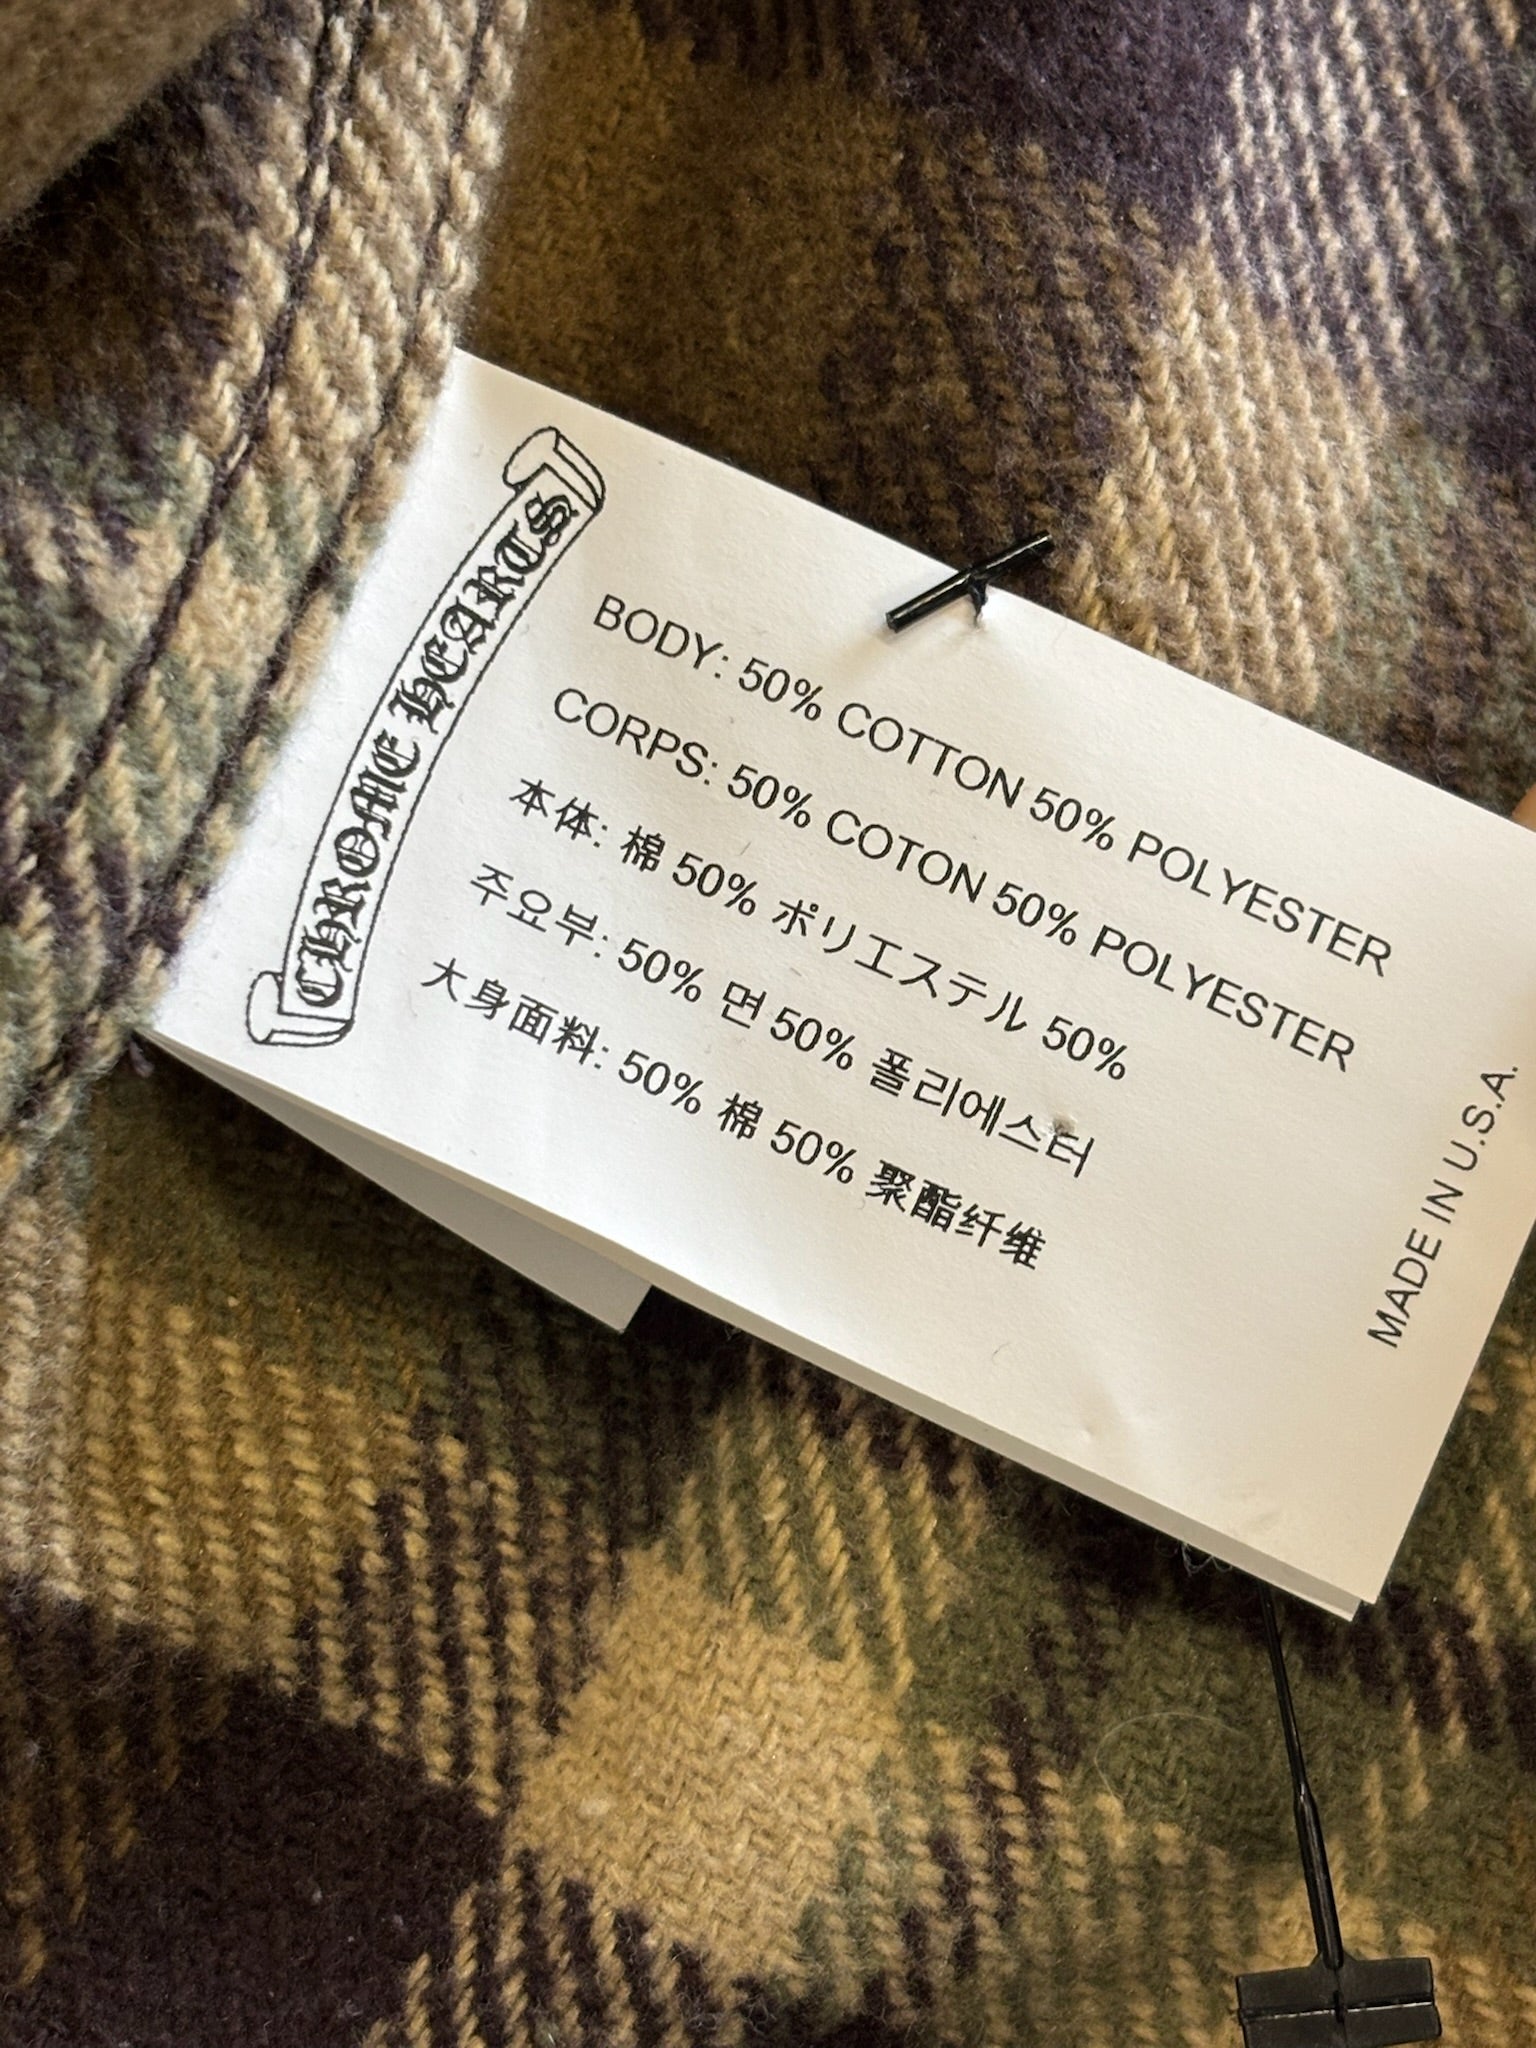 CHROME HEARTS
BODY: 50% COTTON 50% POLYESTER
CORPS: 50% COTON 50% POLYESTER
本体: 棉 50% ポリエステル 50%
주요부: 50% 면 50% 폴리에스터
大身面料: 50% 棉 50% 聚酯纤维
MADE IN U.S.A.